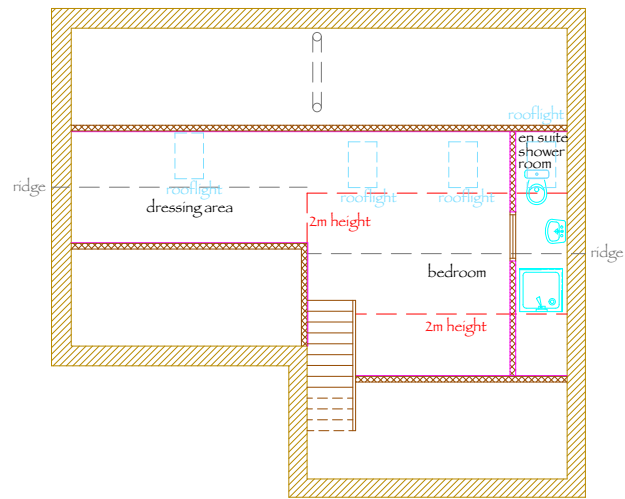 rooflight
en suite
shower
room
ridge
rooflight
rooflight
rooflight
dressing area
2m height
ridge
bedroom
2m height